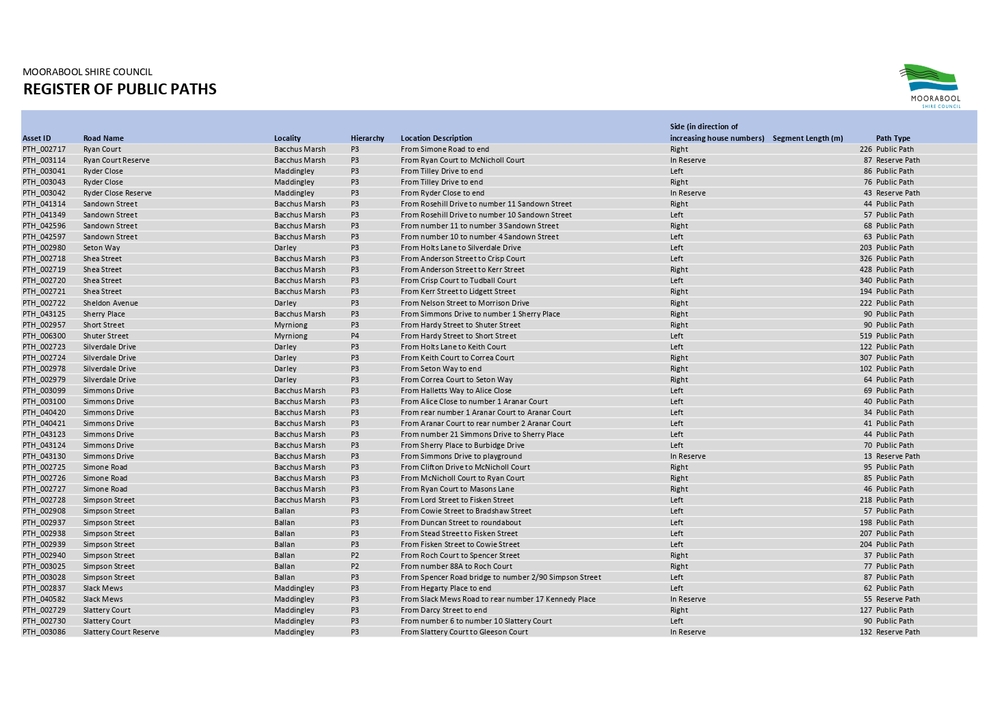 MOORABOOL SHIRE COUNCIL
REGISTER OF PUBLIC PATHS
MOORABOOL
SHIRE COUNCIL
Asset ID Road Name Locality Hierarchy Location Description Side (in direction of increasing house numbers) Segment Length (m) Path Type
PTH_002717 Ryan Court Bacchus Marsh P3 From Simone Road to end Right 226 Public Path
PTH_003114 Ryan Court Reserve Bacchus Marsh P3 From Ryan Court to McNicholl Court In Reserve 87 Reserve Path
PTH_003041 Ryder Close Maddingley P3 From Tilley Drive to end Left 86 Public Path
PTH_003043 Ryder Close Maddingley P3 From Tilley Drive to end Right 76 Public Path
PTH_003042 Ryder Close Reserve Maddingley P3 From Ryder Close to end In Reserve 43 Reserve Path
PTH_041314 Sandown Street Bacchus Marsh P3 From Rosehill Drive to number 11 Sandown Street Right 44 Public Path
PTH_041349 Sandown Street Bacchus Marsh P3 From Rosehill Drive to number 10 Sandown Street Left 57 Public Path
PTH_042596 Sandown Street Bacchus Marsh P3 From number 11 to number 3 Sandown Street Right 68 Public Path
PTH_042597 Sandown Street Bacchus Marsh P3 From number 10 to number 4 Sandown Street Left 63 Public Path
PTH_002980 Seton Way Darley P3 From Holts Lane to Silverdale Drive Left 203 Public Path
PTH_002718 Shea Street Bacchus Marsh P3 From Anderson Street to Crisp Court Left 326 Public Path
PTH_002719 Shea Street Bacchus Marsh P3 From Anderson Street to Kerr Street Right 428 Public Path
PTH_002720 Shea Street Bacchus Marsh P3 From Crisp Court to Tudball Court Left 340 Public Path
PTH_002721 Shea Street Bacchus Marsh P3 From Kerr Street to Lidgett Street Right 194 Public Path
PTH_002722 Sheldon Avenue Darley P3 From Nelson Street to Morrison Drive Right 222 Public Path
PTH_043125 Sherry Place Bacchus Marsh P3 From Simmons Drive to number 1 Sherry Place Right 90 Public Path
PTH_002957 Short Street Myrniong P3 From Hardy Street to Shuter Street Right 90 Public Path
PTH_006300 Shuter Street Myrniong P4 From Hardy Street to Short Street Left 519 Public Path
PTH_002723 Silverdale Drive Darley P3 From Holts Lane to Keith Court Left 122 Public Path
PTH_002724 Silverdale Drive Darley P3 From Keith Court to Correa Court Right 307 Public Path
PTH_002978 Silverdale Drive Darley P3 From Seton Way to end Right 102 Public Path
PTH_002979 Silverdale Drive Darley P3 From Correa Court to Seton Way Right 64 Public Path
PTH_003099 Simmons Drive Bacchus Marsh P3 From Halletts Way to Alice Close Left 69 Public Path
PTH_003100 Simmons Drive Bacchus Marsh P3 From Alice Close to number 1 Aranar Court Left 40 Public Path
PTH_040420 Simmons Drive Bacchus Marsh P3 From rear number 1 Aranar Court to Aranar Court Left 34 Public Path
PTH_040421 Simmons Drive Bacchus Marsh P3 From Aranar Court to rear number 2 Aranar Court Left 41 Public Path
PTH_043123 Simmons Drive Bacchus Marsh P3 From number 21 Simmons Drive to Sherry Place Left 44 Public Path
PTH_043124 Simmons Drive Bacchus Marsh P3 From Sherry Place to Burbidge Drive Left 70 Public Path
PTH_043130 Simmons Drive Bacchus Marsh P3 From Simmons Drive to playground In Reserve 13 Reserve Path
PTH_002725 Simone Road Bacchus Marsh P3 From Clifton Drive to McNicholl Court Right 95 Public Path
PTH_002726 Simone Road Bacchus Marsh P3 From McNicholl Court to Ryan Court Right 85 Public Path
PTH_002727 Simone Road Bacchus Marsh P3 From Ryan Court to Masons Lane Right 46 Public Path
PTH_002728 Simpson Street Bacchus Marsh P3 From Lord Street to Fisken Street Left 218 Public Path
PTH_002908 Simpson Street Ballan P3 From Cowie Street to Bradshaw Street Left 57 Public Path
PTH_002937 Simpson Street Ballan P3 From Duncan Street to roundabout Left 198 Public Path
PTH_002938 Simpson Street Ballan P3 From Stead Street to Fisken Street Left 207 Public Path
PTH_002939 Simpson Street Ballan P3 From Fisken Street to Cowie Street Left 204 Public Path
PTH_002940 Simpson Street Ballan P2 From Roch Court to Spencer Street Right 37 Public Path
PTH_003025 Simpson Street Ballan P2 From number 88A to Roch Court Right 77 Public Path
PTH_003028 Simpson Street Ballan P3 From Spencer Road bridge to number 2/90 Simpson Street Left 87 Public Path
PTH_002837 Slack Mews Maddingley P3 From Hegarty Place to end Left 62 Public Path
PTH_040582 Slack Mews Maddingley P3 From Slack Mews Road to rear number 17 Kennedy Place In Reserve 55 Reserve Path
PTH_002729 Slattery Court Maddingley P3 From Darcy Street to end Right 127 Public Path
PTH_002730 Slattery Court Maddingley P3 From number 6 to number 10 Slattery Court Left 90 Public Path
PTH_003086 Slattery Court Reserve Maddingley P3 From Slattery Court to Gleeson Court In Reserve 132 Reserve Path